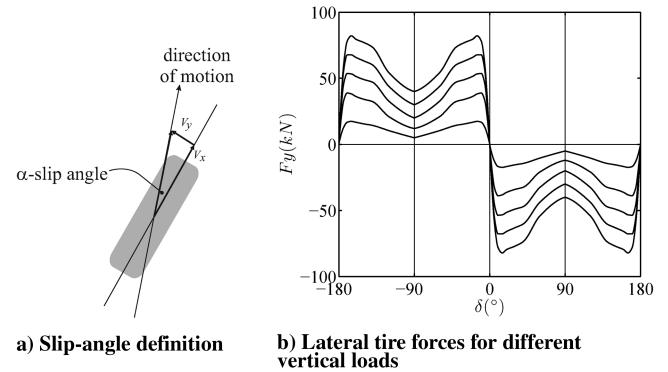 direction
of motion
Vy
Vx
α-slip angle
a) Slip-angle definition
100
50
0
−50
−100
Fy(kN)
−180
−90
0
90
180
δ(°)
b) Lateral tire forces for different
vertical loads